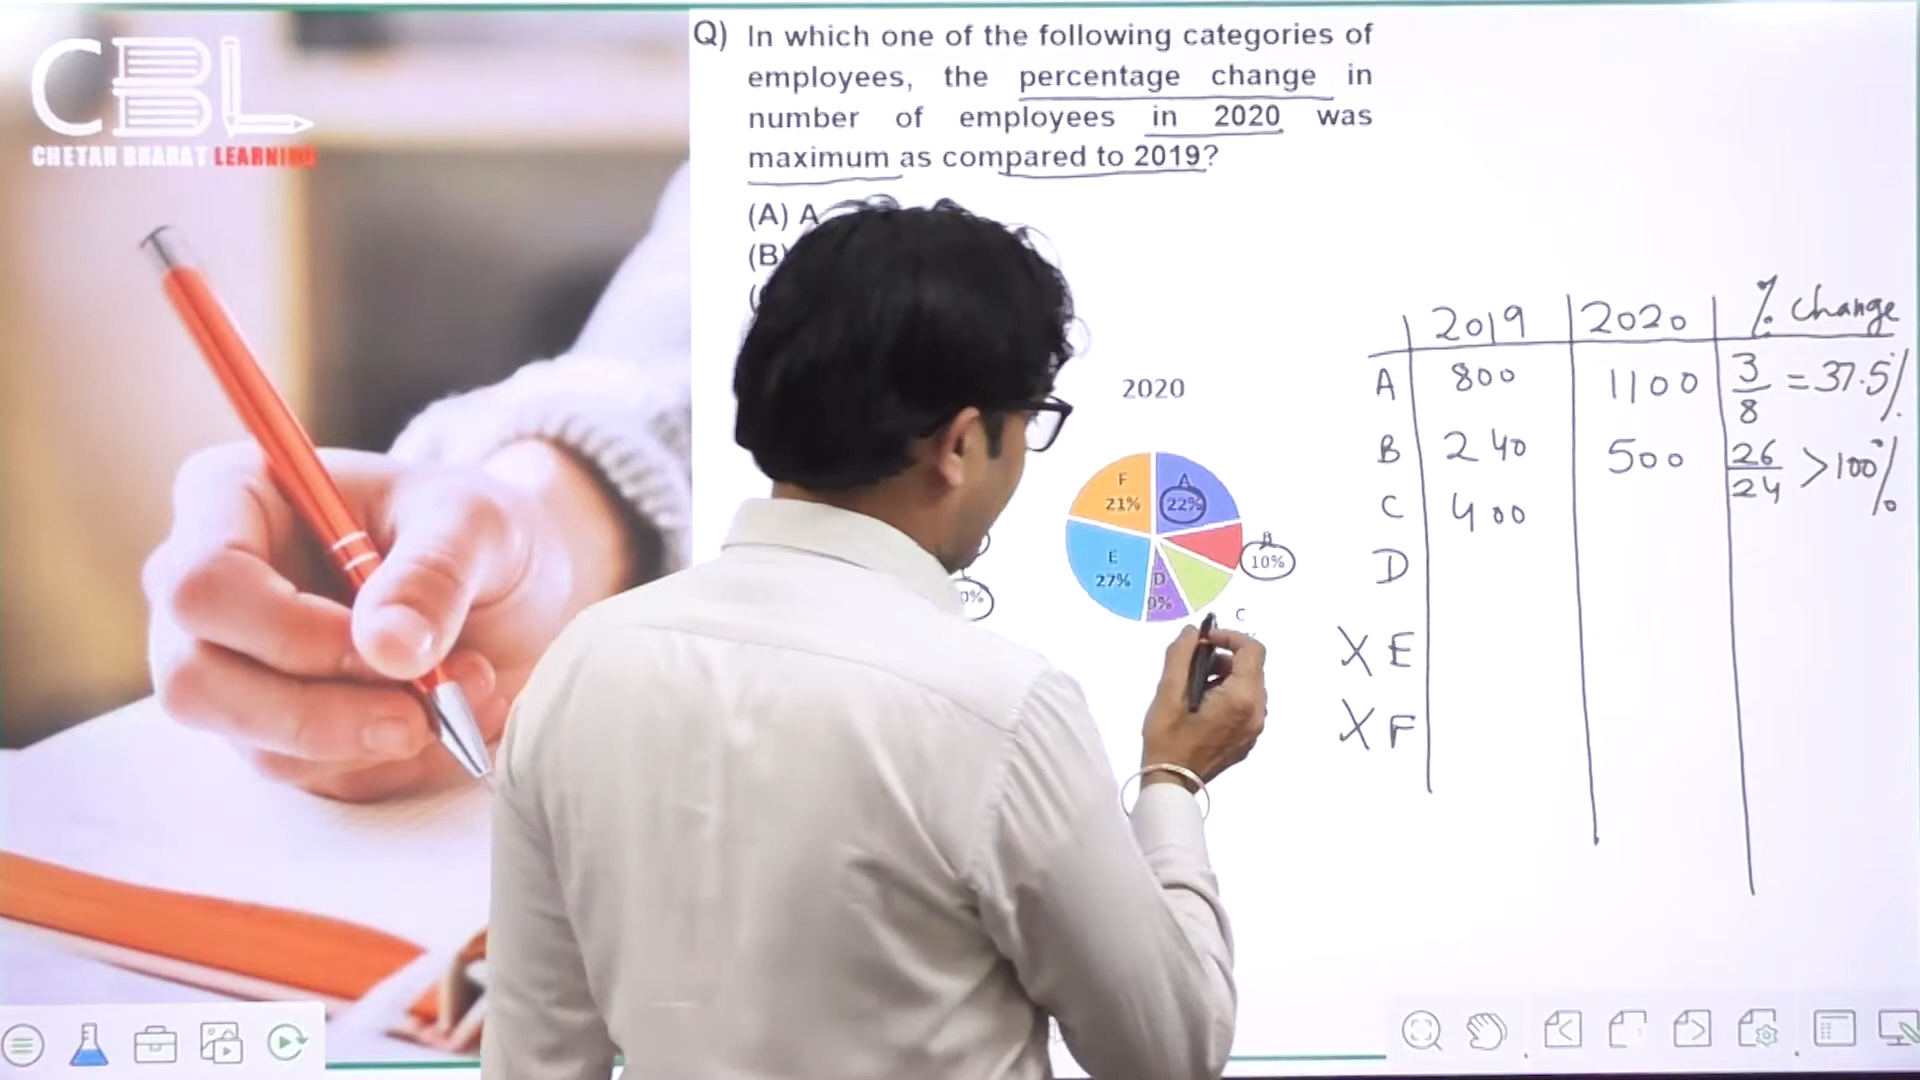 CBL
CHETAN BHARAT LEARNING
Q) In which one of the following categories of
employees, the percentage change in
number of employees in 2020 was
maximum as compared to 2019?
(A) A
(B)
2020
F
21%
A
22%
B
10%
E
27%
D
9%
C
0%
2019 2020 % change
A 800 1100 3/8 = 37.5%
B 240 500 26/24 > 100%
C 400
D
X E
X F